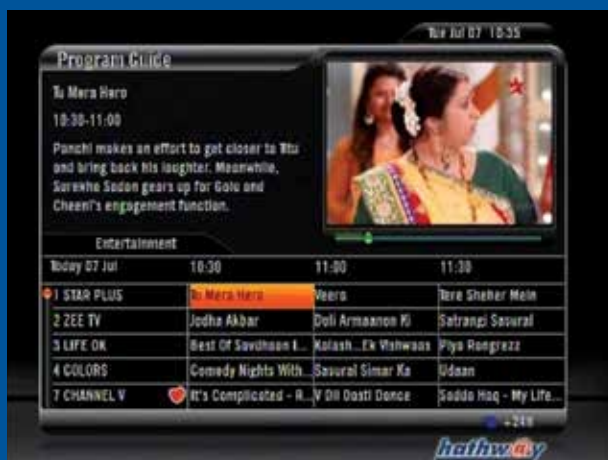 Tue Jul 07 10:35
Program Guide
Tu Mera Hero
10:30-11:00
Panchi makes an effort to get closer to Titu
and bring back his laughter. Meanwhile,
Surekha Sadan gears up for Golu and
Cheeni's engagement function.
Entertainment
Today 07 Jul 10:30 11:00 11:30
1 STAR PLUS Tu Mera Hero Veera Tere Sheher Mein
2 ZEE TV Jodha Akbar Doli Armaanon Ki Satrangi Sasural
3 LIFE OK Best Of Savdhaan I... Kalash...Ek Vishwaas Piya Rangrezz
4 COLORS Comedy Nights With... Sasural Simar Ka Udaan
7 CHANNEL V It's Complicated - R... V Dil Dosti Dance Sadda Haq - My Life...
+24h
hathway